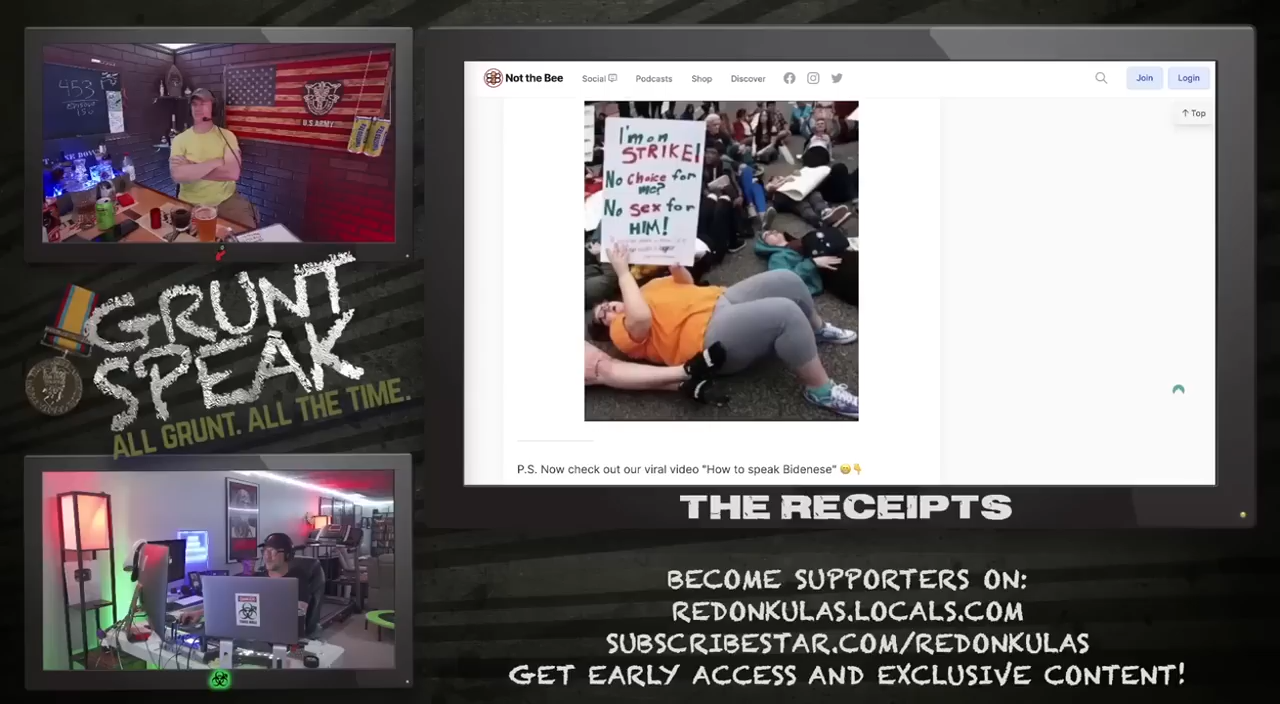 453
EPISODE
U.S. ARMY
GRUNT
SPEAK
ALL GRUNT. ALL THE TIME.
Not the Bee
Social
Podcasts
Shop
Discover
Join
Login
↑ Top
I'm on
STRIKE!
No choice for
me?
No sex for
HIM!
P.S. Now check out our viral video "How to speak Bidenese" 😆👇
THE RECEIPTS
BECOME SUPPORTERS ON:
REDONKULAS.LOCALS.COM
SUBSCRIBESTAR.COM/REDONKULAS
GET EARLY ACCESS AND EXCLUSIVE CONTENT!